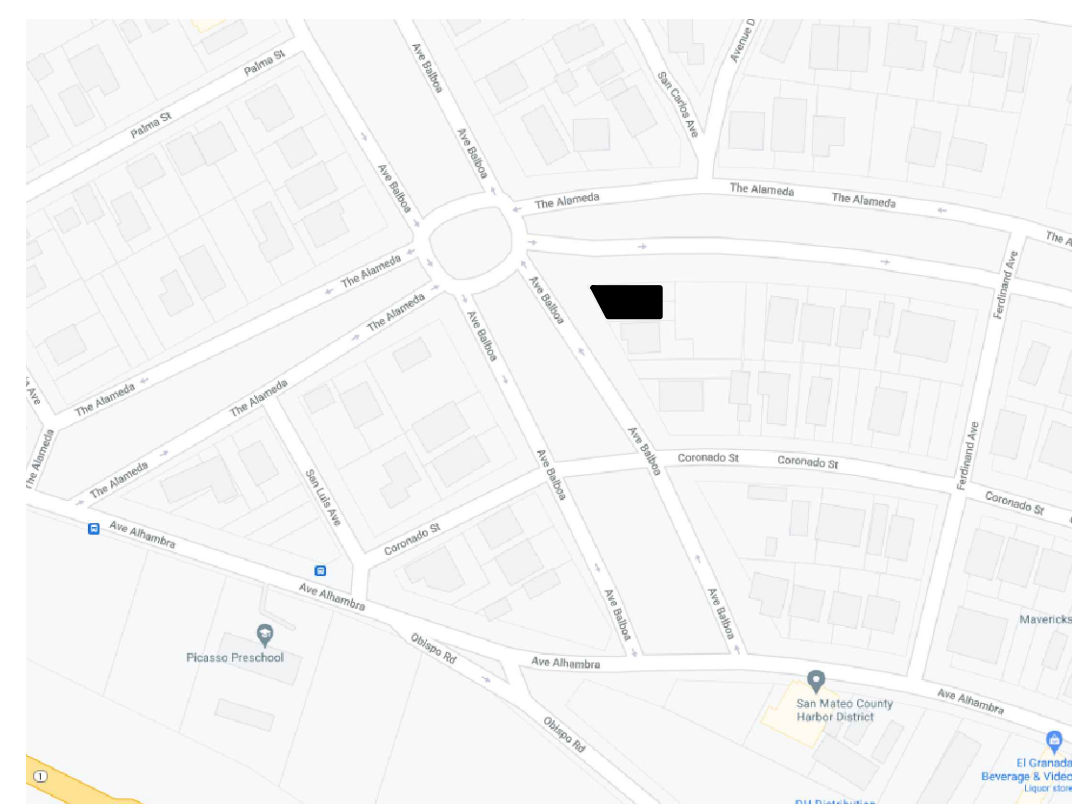 Palma St
Palma St
Ave Balboa
Ave Balboa
Ave Balboa
San Carlos Ave
Avenue D
The Alameda
The Alameda
The Alameda
The A
The Alameda
The Alameda
Ave Balboa
Ave Balboa
Ferdinand Ave
The Alameda
The Alameda
Ave
The Alameda
The Alameda
San Luis Ave
Ave Balboa
Ave Balboa
Coronado St
Coronado St
Ferdinand Ave
Coronado St
Coronado St
Ave Alhambra
Ave Alhambra
Obispo Rd
Ave Balboa
Ave Balboa
Mavericks
Picasso Preschool
Ave Alhambra
San Mateo County
Harbor District
Ave Alhambra
Obispo Rd
El Granada
Beverage & Video
Liquor store
1